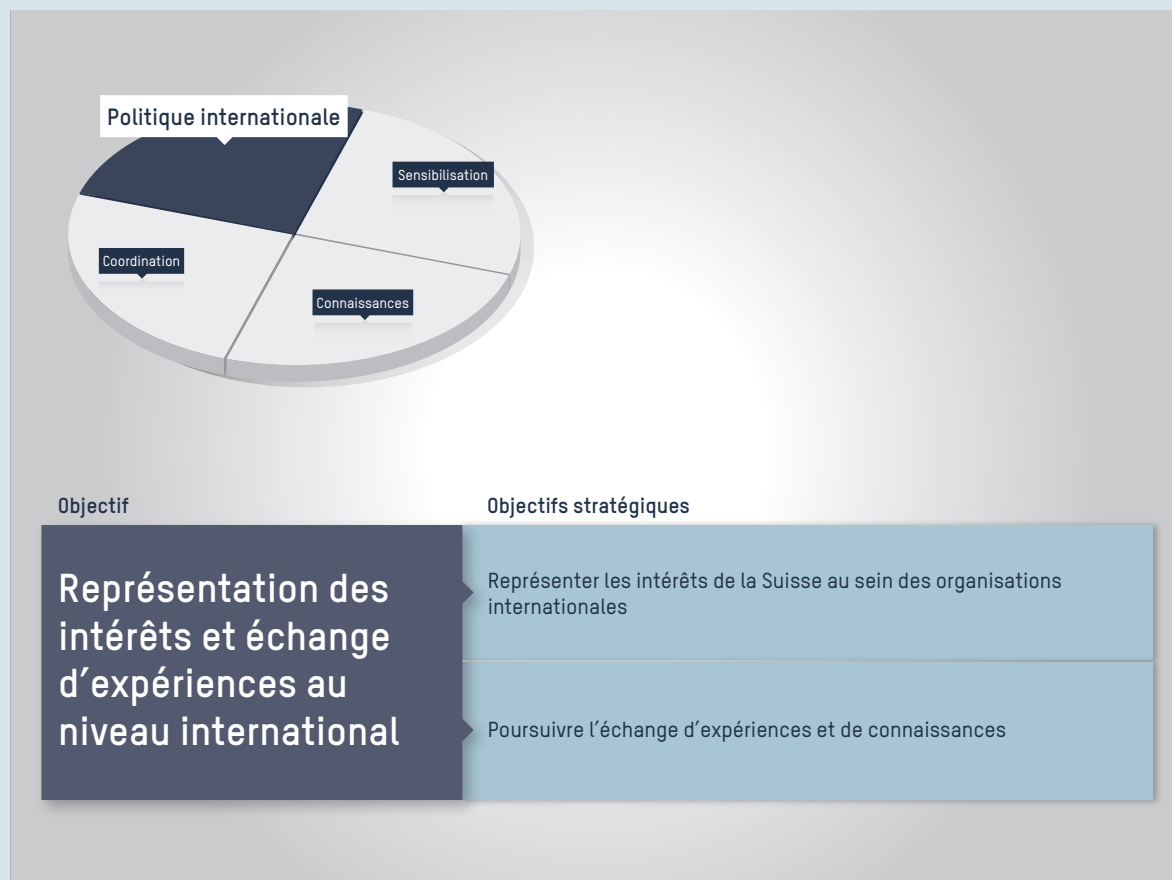 Politique internationale
Sensibilisation
Coordination
Connaissances
Objectif
Objectifs stratégiques
Représentation des
intérêts et échange
d’expériences au
niveau international
Représenter les intérêts de la Suisse au sein des organisations
internationales
Poursuivre l’échange d’expériences et de connaissances